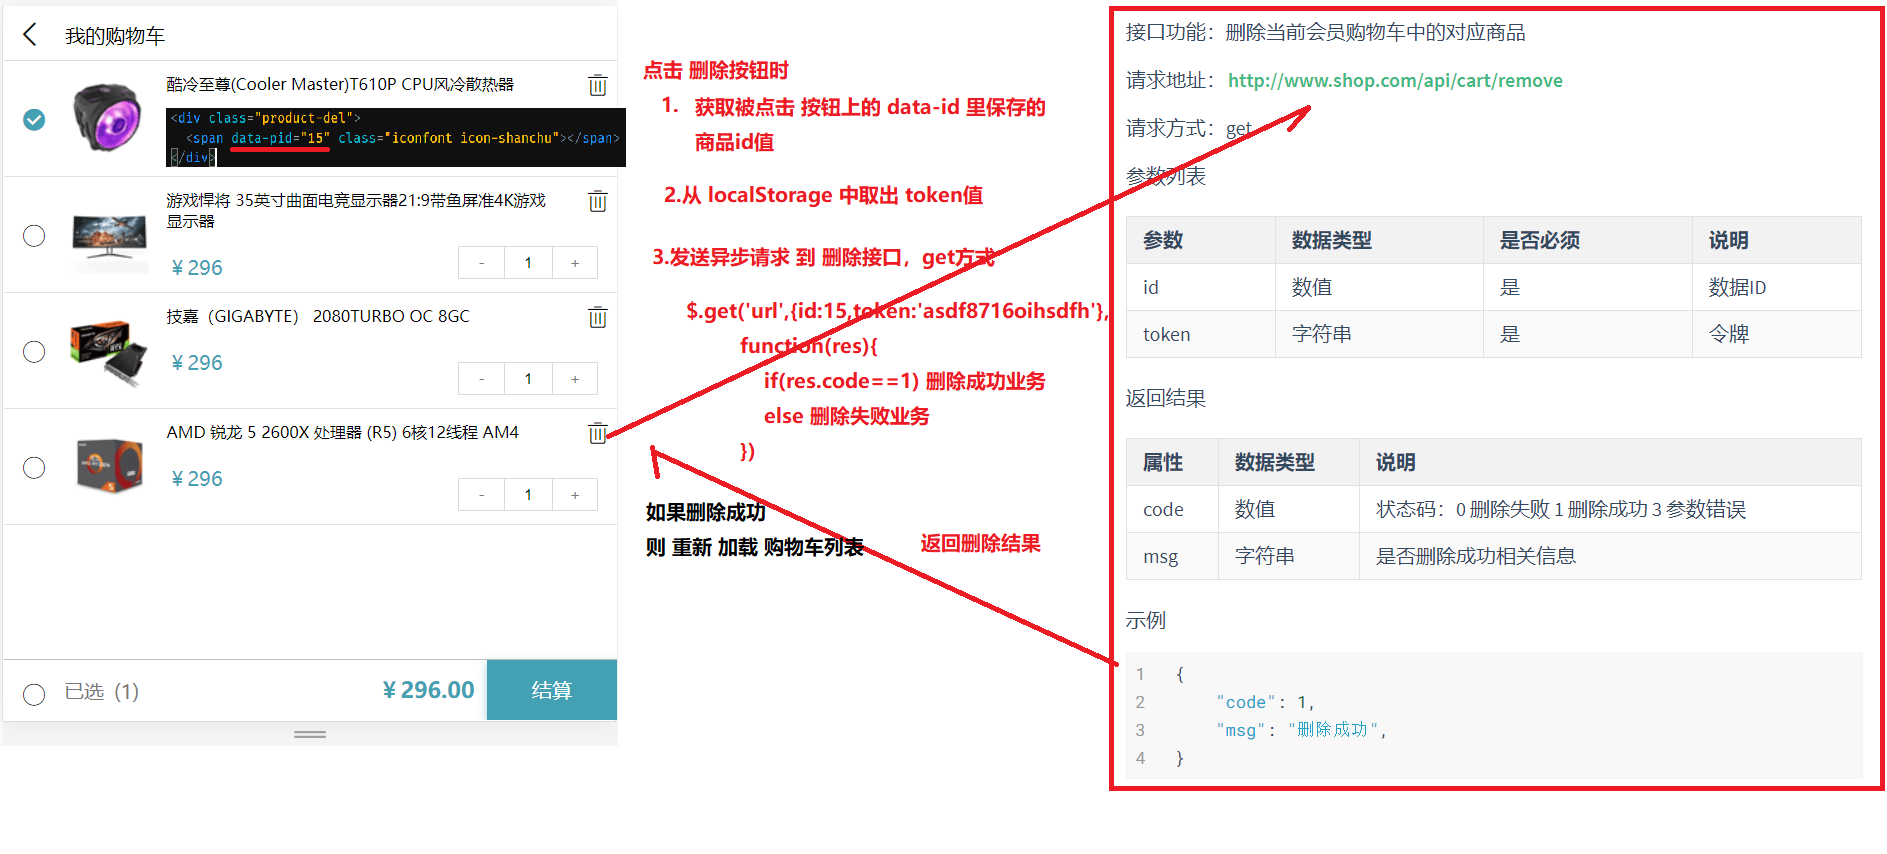 我的购物车
酷冷至尊(Cooler Master)T610P CPU风冷散热器
<div class="product-del">
<span data-pid="15" class="iconfont icon-shanchu"></span>
</div>
游戏悍将 35英寸曲面电竞显示器21:9带鱼屏准4K游戏
显示器
¥ 296
- 1 +
技嘉（GIGABYTE） 2080TURBO OC 8GC
¥ 296
- 1 +
AMD 锐龙 5 2600X 处理器 (R5) 6核12线程 AM4
¥ 296
- 1 +
已选（1）
¥ 296.00
结算
点击 删除按钮时
1. 获取被点击 按钮上的 data-id 里保存的
商品id值
2.从 localStorage 中取出 token值
3.发送异步请求 到 删除接口，get方式
$.get('url',{id:15,token:'asdf8716oihsdfh'},
function(res){
if(res.code==1) 删除成功业务
else 删除失败业务
})
如果删除成功
则 重新 加载 购物车列表
返回删除结果
接口功能：删除当前会员购物车中的对应商品
请求地址：http://www.shop.com/api/cart/remove
请求方式：get
参数列表
参数 数据类型 是否必须 说明
id 数值 是 数据ID
token 字符串 是 令牌
返回结果
属性 数据类型 说明
code 数值 状态码：0 删除失败 1 删除成功 3 参数错误
msg 字符串 是否删除成功相关信息
示例
1 {
2 "code": 1,
3 "msg": "删除成功",
4 }